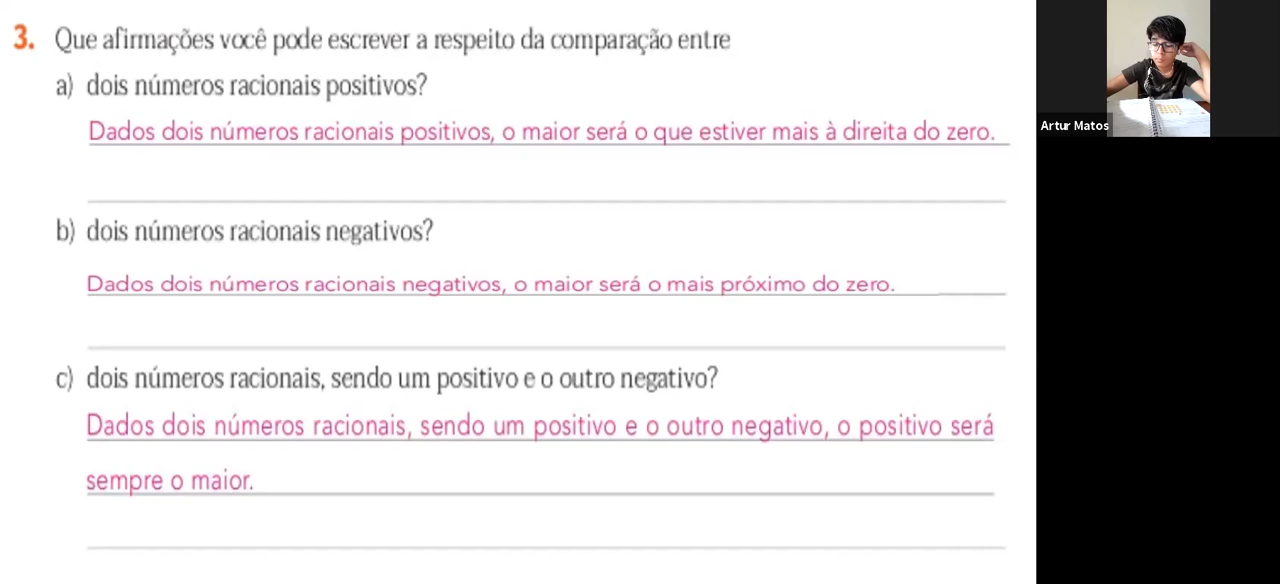 3. Que afirmações você pode escrever a respeito da comparação entre
a) dois números racionais positivos?
Dados dois números racionais positivos, o maior será o que estiver mais à direita do zero.
b) dois números racionais negativos?
Dados dois números racionais negativos, o maior será o mais próximo do zero.
c) dois números racionais, sendo um positivo e o outro negativo?
Dados dois números racionais, sendo um positivo e o outro negativo, o positivo será
sempre o maior.
Artur Matos